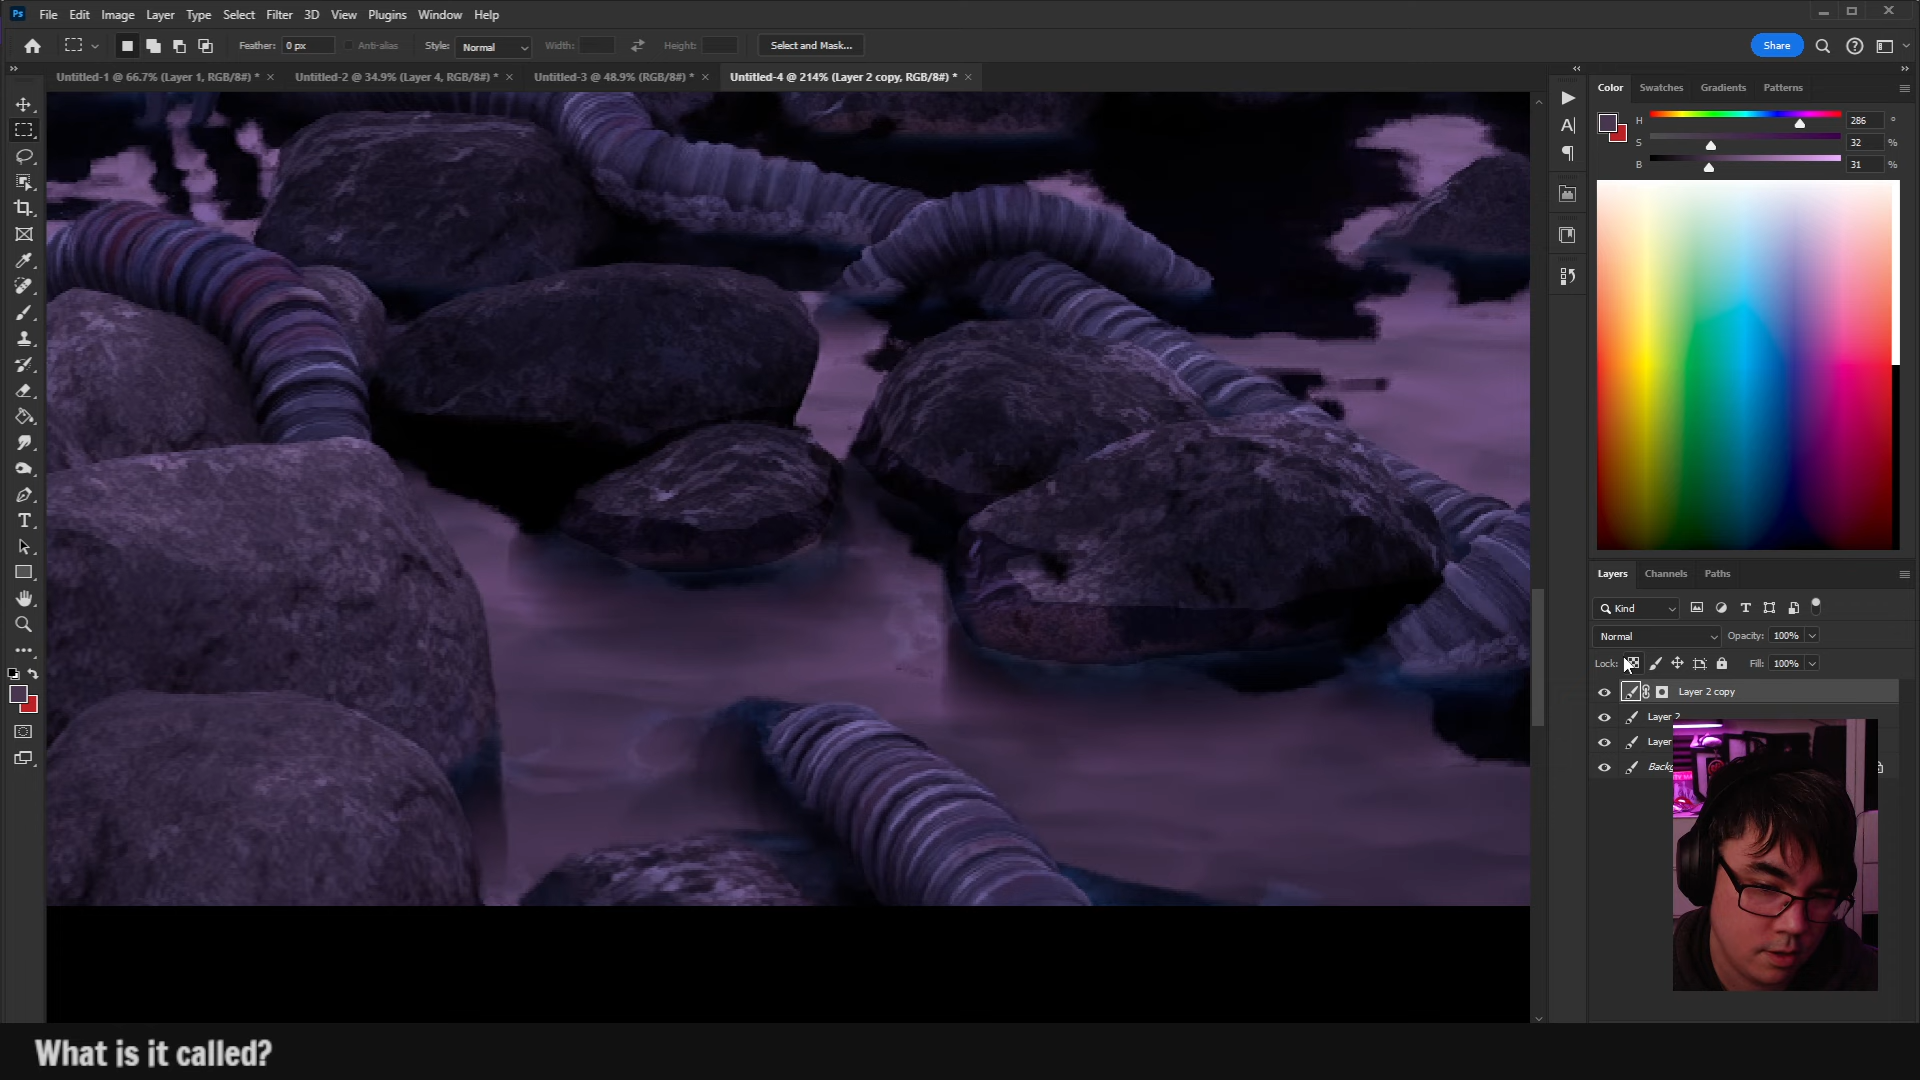 Ps File Edit Image Layer Type Select Filter 3D View Plugins Window Help
Feather: 0 px Anti-alias Style: Normal Width: Height: Select and Mask... Share
Untitled-1 @ 66.7% (Layer 1, RGB/8#) * Untitled-2 @ 34.9% (Layer 4, RGB/8#) * Untitled-3 @ 48.9% (RGB/8#) * Untitled-4 @ 214% (Layer 2 copy, RGB/8#) *
Color Swatches Gradients Patterns
H 286 °
S 32 %
B 31 %
Layers Channels Paths
Kind
Normal Opacity: 100%
Lock: Fill: 100%
Layer 2 copy
Layer 2
Layer
Backg
What is it called?